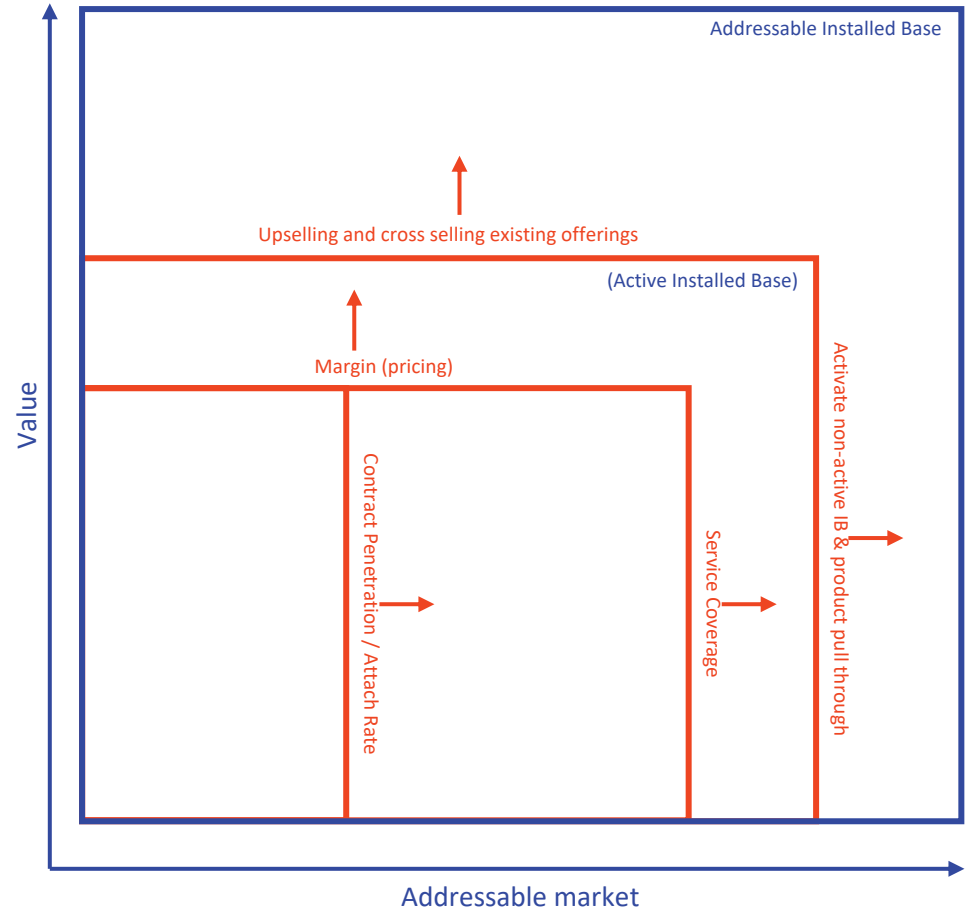 Addressable Installed Base
Upselling and cross selling existing offerings
(Active Installed Base)
Margin (pricing)
Value
Contract Penetration / Attach Rate
Service Coverage
Activate non-active IB & product pull through
Addressable market